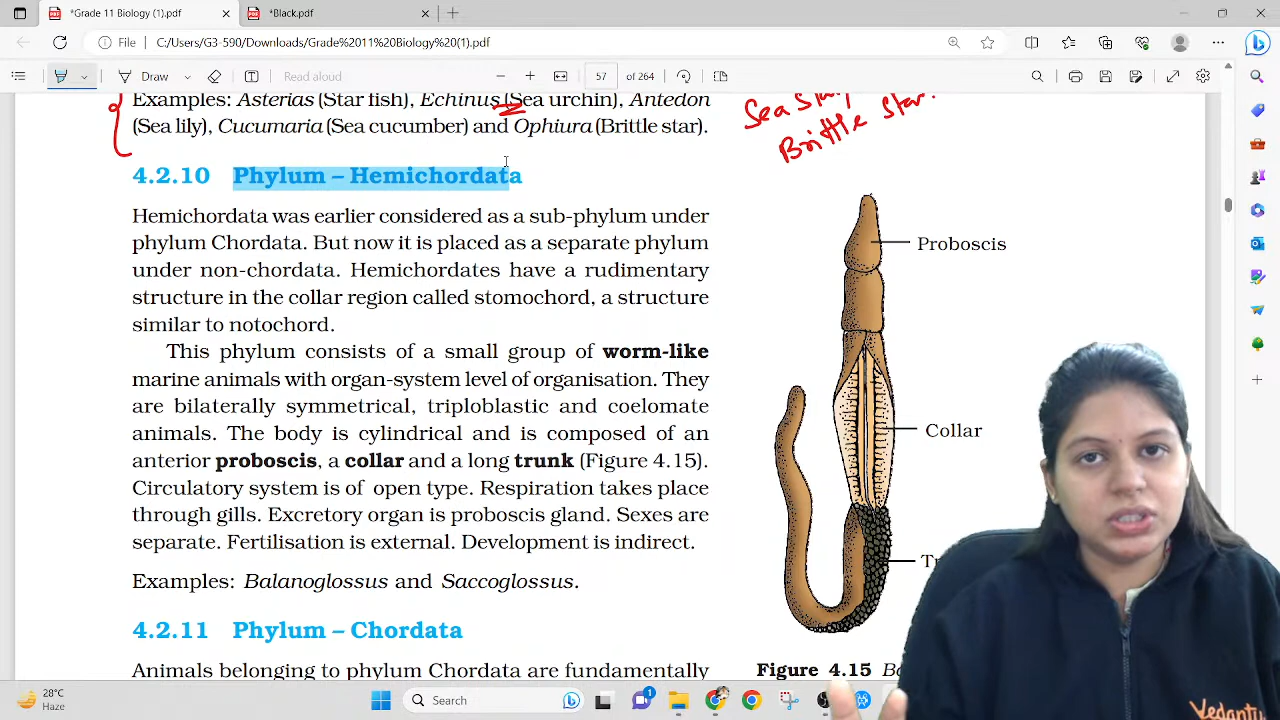 *Grade 11 Biology (1).pdf
*Black.pdf
File
C:/Users/G3-590/Downloads/Grade%2011%20Biology%20(1).pdf
Draw
Read aloud
57
of 264
Examples: Asterias (Star fish), Echinus (Sea urchin), Antedon
(Sea lily), Cucumaria (Sea cucumber) and Ophiura (Brittle star).
Brittle star.
4.2.10 Phylum – Hemichordata
Hemichordata was earlier considered as a sub-phylum under
phylum Chordata. But now it is placed as a separate phylum
under non-chordata. Hemichordates have a rudimentary
structure in the collar region called stomochord, a structure
similar to notochord.
This phylum consists of a small group of worm-like
marine animals with organ-system level of organisation. They
are bilaterally symmetrical, triploblastic and coelomate
animals. The body is cylindrical and is composed of an
anterior proboscis, a collar and a long trunk (Figure 4.15).
Circulatory system is of open type. Respiration takes place
through gills. Excretory organ is proboscis gland. Sexes are
separate. Fertilisation is external. Development is indirect.
Examples: Balanoglossus and Saccoglossus.
4.2.11 Phylum – Chordata
Animals belonging to phylum Chordata are fundamentally
Proboscis
Collar
Figure 4.15
Vedantu
28°C
Haze
Search
1